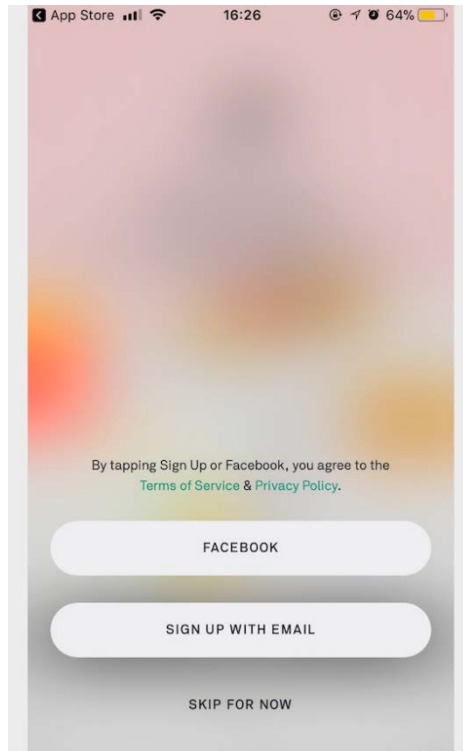 App Store 16:26 64%
By tapping Sign Up or Facebook, you agree to the
Terms of Service & Privacy Policy.
FACEBOOK
SIGN UP WITH EMAIL
SKIP FOR NOW